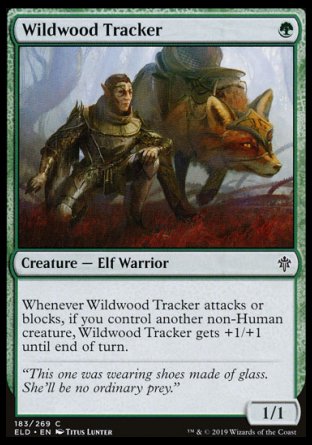 Wildwood Tracker
Creature — Elf Warrior
Whenever Wildwood Tracker attacks or
blocks, if you control another non-Human
creature, Wildwood Tracker gets +1/+1
until end of turn.
“This one was wearing shoes made of glass.
She’ll be no ordinary prey.”
1/1
183/269 C
ELD • EN Titus Lunter
™ & © 2019 Wizards of the Coast